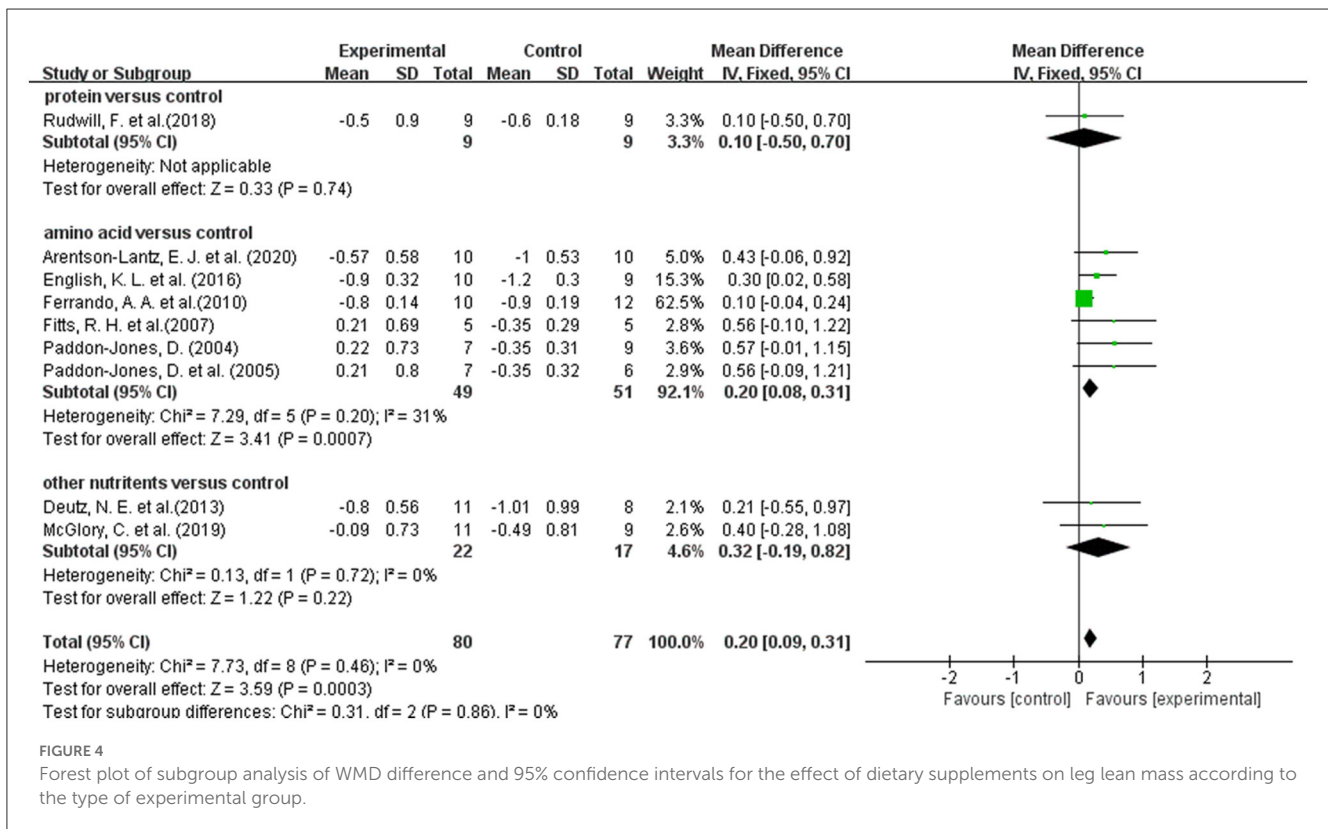 Experimental Control Mean Difference Mean Difference
Study or Subgroup Mean SD Total Mean SD Total Weight IV, Fixed, 95% CI IV, Fixed, 95% CI
protein versus control
Rudwill, F. et al.(2018) -0.5 0.9 9 -0.6 0.18 9 3.3% 0.10 [-0.50, 0.70]
Subtotal (95% CI) 9 9 3.3% 0.10 [-0.50, 0.70]
Heterogeneity: Not applicable
Test for overall effect: Z = 0.33 (P = 0.74)
amino acid versus control
Arentson-Lantz, E. J. et al. (2020) -0.57 0.58 10 -1 0.53 10 5.0% 0.43 [-0.06, 0.92]
English, K. L. et al. (2016) -0.9 0.32 10 -1.2 0.3 9 15.3% 0.30 [0.02, 0.58]
Ferrando, A. A. et al.(2010) -0.8 0.14 10 -0.9 0.19 12 62.5% 0.10 [-0.04, 0.24]
Fitts, R. H. et al.(2007) 0.21 0.69 5 -0.35 0.29 5 2.8% 0.56 [-0.10, 1.22]
Paddon-Jones, D. (2004) 0.22 0.73 7 -0.35 0.31 9 3.6% 0.57 [-0.01, 1.15]
Paddon-Jones, D. et al. (2005) 0.21 0.8 7 -0.35 0.32 6 2.9% 0.56 [-0.09, 1.21]
Subtotal (95% CI) 49 51 92.1% 0.20 [0.08, 0.31]
Heterogeneity: Chi² = 7.29, df = 5 (P = 0.20); I² = 31%
Test for overall effect: Z = 3.41 (P = 0.0007)
other nutritents versus control
Deutz, N. E. et al.(2013) -0.8 0.56 11 -1.01 0.99 8 2.1% 0.21 [-0.55, 0.97]
McGlory, C. et al. (2019) -0.09 0.73 11 -0.49 0.81 9 2.6% 0.40 [-0.28, 1.08]
Subtotal (95% CI) 22 17 4.6% 0.32 [-0.19, 0.82]
Heterogeneity: Chi² = 0.13, df = 1 (P = 0.72); I² = 0%
Test for overall effect: Z = 1.22 (P = 0.22)
Total (95% CI) 80 77 100.0% 0.20 [0.09, 0.31]
Heterogeneity: Chi² = 7.73, df = 8 (P = 0.46); I² = 0%
Test for overall effect: Z = 3.59 (P = 0.0003)
Test for subgroup differences: Chi² = 0.31, df = 2 (P = 0.86), I² = 0%
-2 -1 0 1 2
Favours [control] Favours [experimental]
FIGURE 4
Forest plot of subgroup analysis of WMD difference and 95% confidence intervals for the effect of dietary supplements on leg lean mass according to
the type of experimental group.